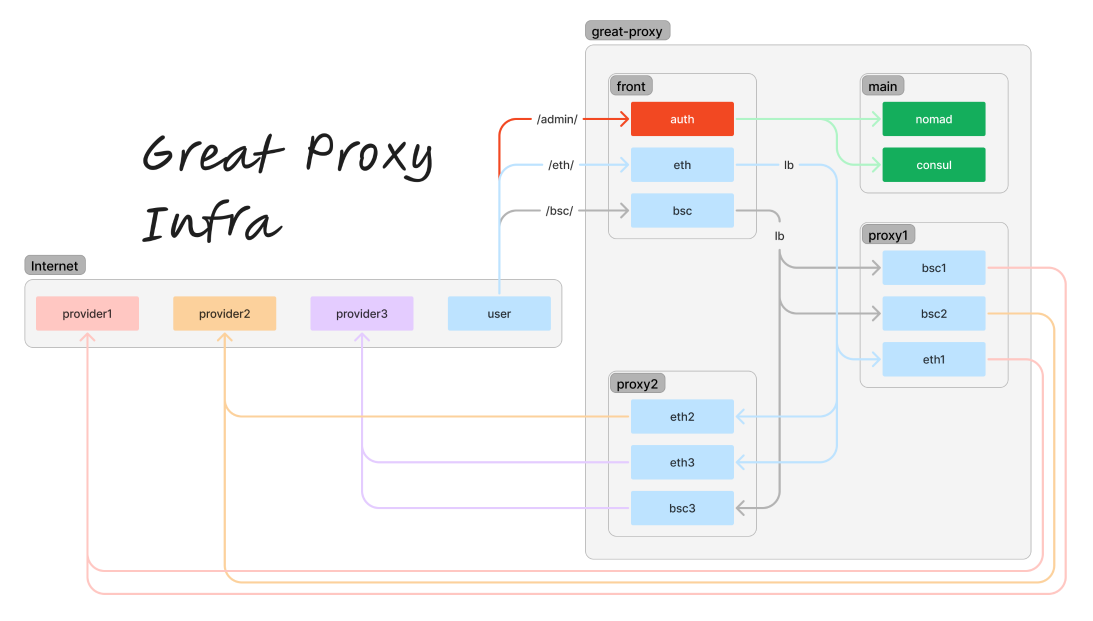 great-proxy
front
main
/admin/
auth
nomad
Great Proxy
Infra
/eth/
eth
lb
consul
/bsc/
bsc
lb
proxy1
Internet
bsc1
provider1
provider2
provider3
user
bsc2
eth1
proxy2
eth2
eth3
bsc3